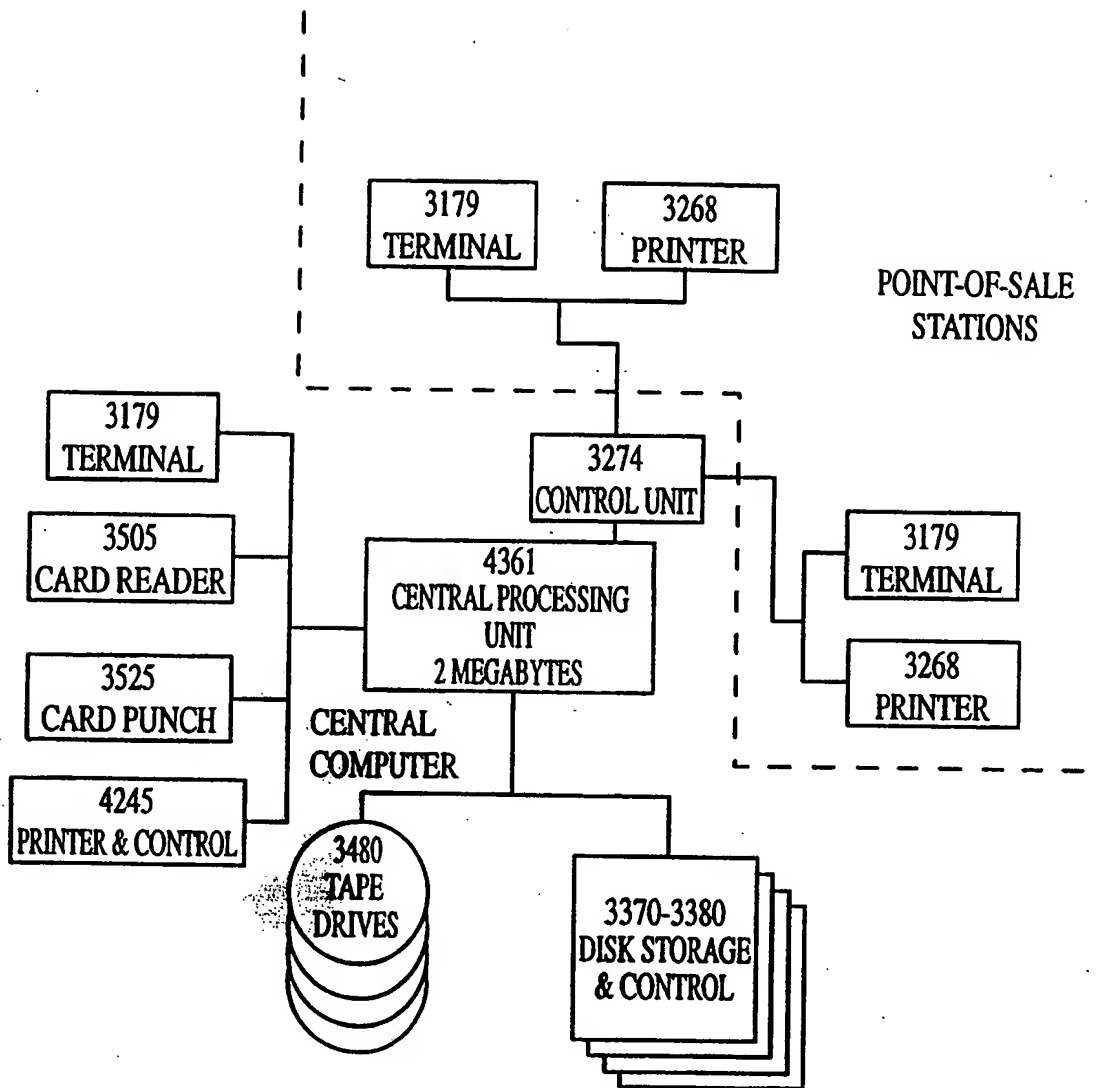 3179
TERMINAL
3268
PRINTER
POINT-OF-SALE
STATIONS
3179
TERMINAL
3274
CONTROL UNIT
3505
CARD READER
4361
CENTRAL PROCESSING
UNIT
2 MEGABYTES
3179
TERMINAL
3525
CARD PUNCH
3268
PRINTER
CENTRAL
COMPUTER
4245
PRINTER & CONTROL
3480
TAPE
DRIVES
3370-3380
DISK STORAGE
& CONTROL